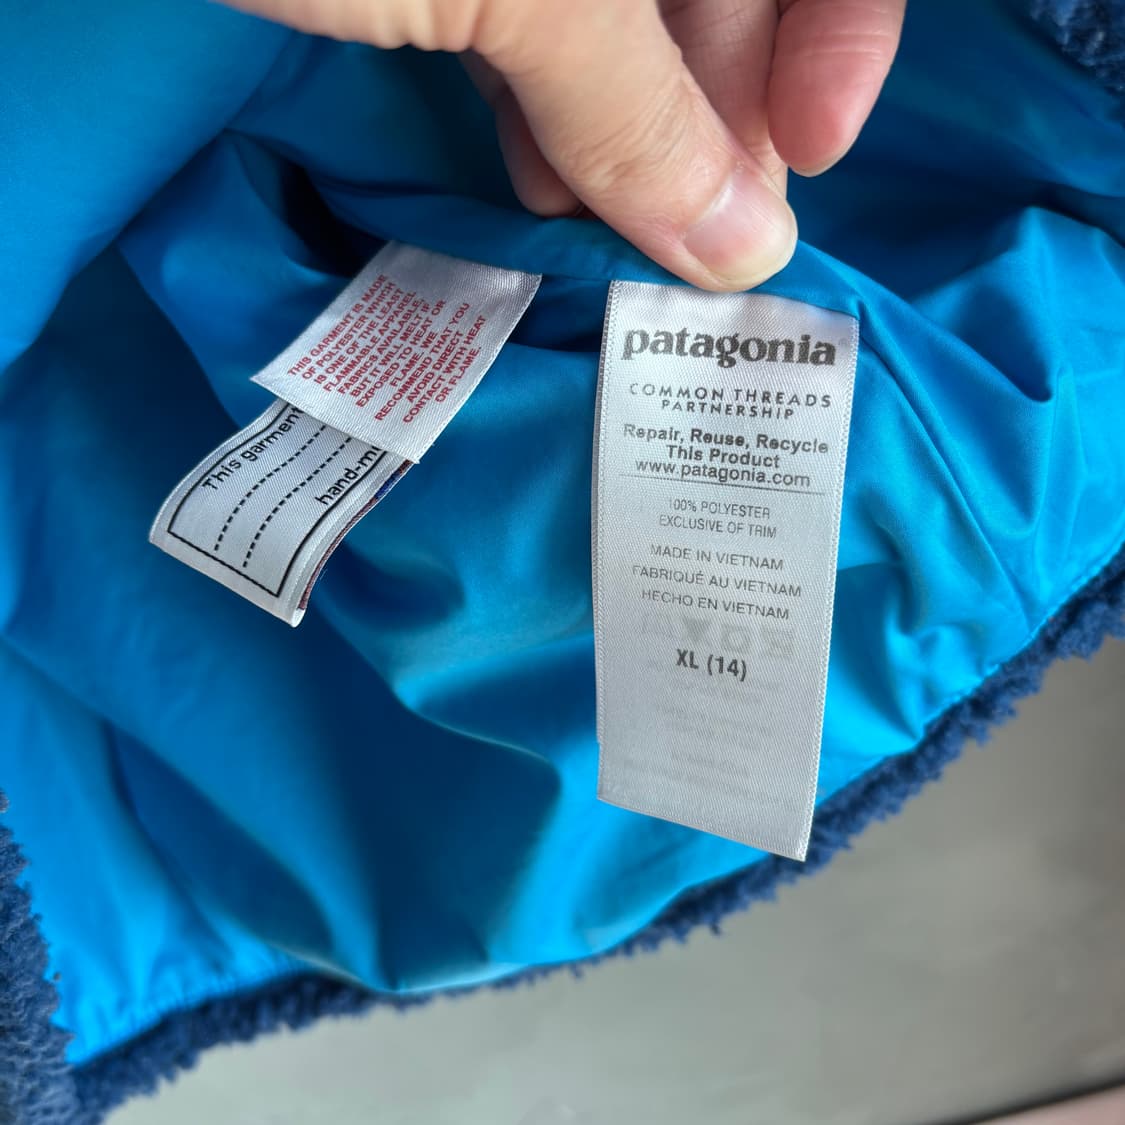 THIS GARMENT IS MADE
OF POLYESTER WHICH
IS ONE OF THE LEAST
FLAMMABLE APPAREL
FABRICS AVAILABLE,
BUT IT WILL MELT IF
EXPOSED TO HEAT OR
FLAME. WE
RECOMMEND THAT YOU
AVOID DIRECT
CONTACT WITH HEAT
OR FLAME
This garment
hand-m
patagonia
COMMON THREADS
PARTNERSHIP
Repair, Reuse, Recycle
This Product
www.patagonia.com
100% POLYESTER
EXCLUSIVE OF TRIM
MADE IN VIETNAM
FABRIQUÉ AU VIETNAM
HECHO EN VIETNAM
XL (14)